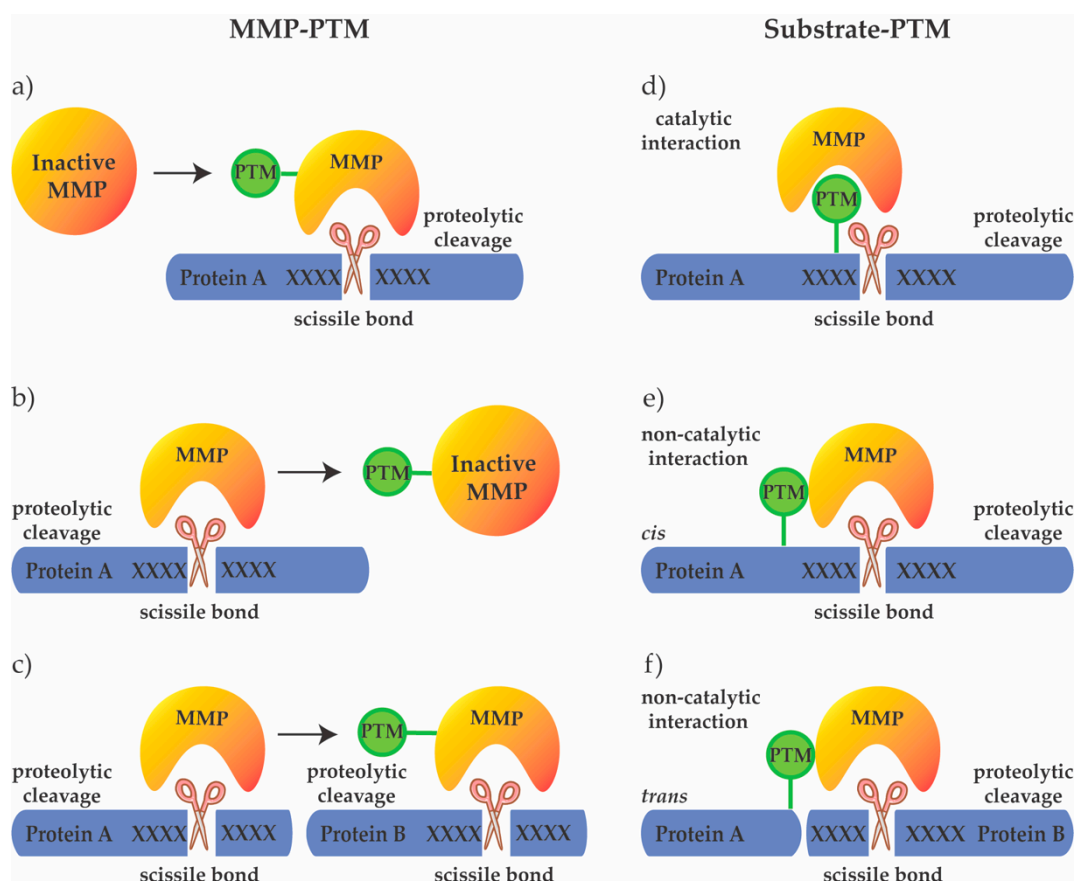 MMP-PTM
Substrate-PTM
a)
Inactive
MMP
PTM
MMP
proteolytic
cleavage
Protein A XXXX XXXX
scissile bond
b)
MMP
PTM
Inactive
MMP
proteolytic
cleavage
Protein A XXXX XXXX
scissile bond
c)
MMP
PTM
MMP
proteolytic
cleavage
proteolytic
cleavage
Protein A XXXX XXXX
Protein B XXXX XXXX
scissile bond
scissile bond
d)
catalytic
interaction
MMP
PTM
proteolytic
cleavage
Protein A XXXX XXXX
scissile bond
e)
non-catalytic
interaction
MMP
PTM
cis
proteolytic
cleavage
Protein A XXXX XXXX
scissile bond
f)
non-catalytic
interaction
MMP
PTM
trans
proteolytic
cleavage
Protein A XXXX XXXX Protein B
scissile bond